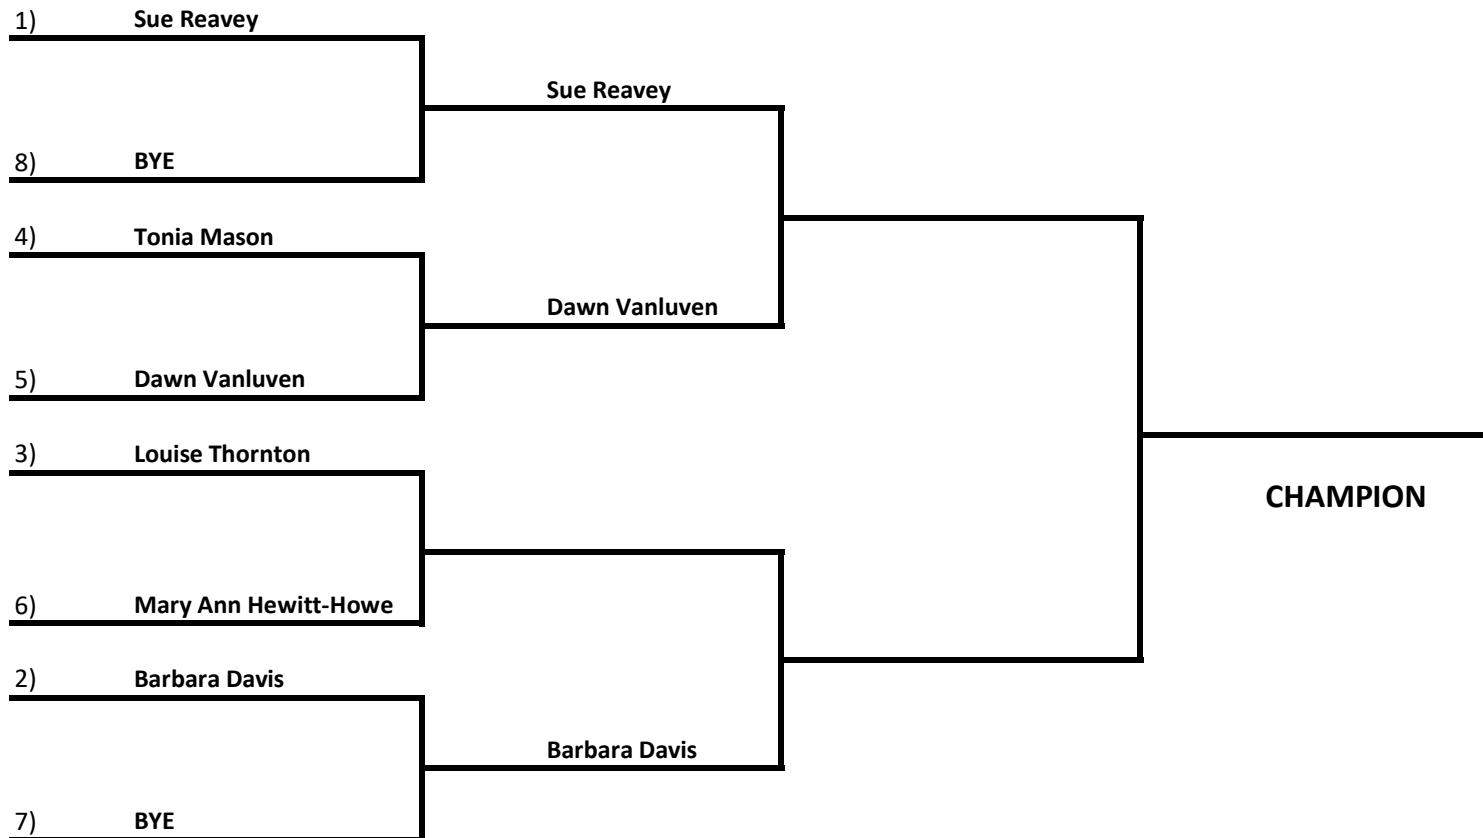 1) Sue Reavey
Sue Reavey
8) BYE
4) Tonia Mason
Dawn Vanluven
5) Dawn Vanluven
3) Louise Thornton
CHAMPION
6) Mary Ann Hewitt-Howe
2) Barbara Davis
Barbara Davis
7) BYE